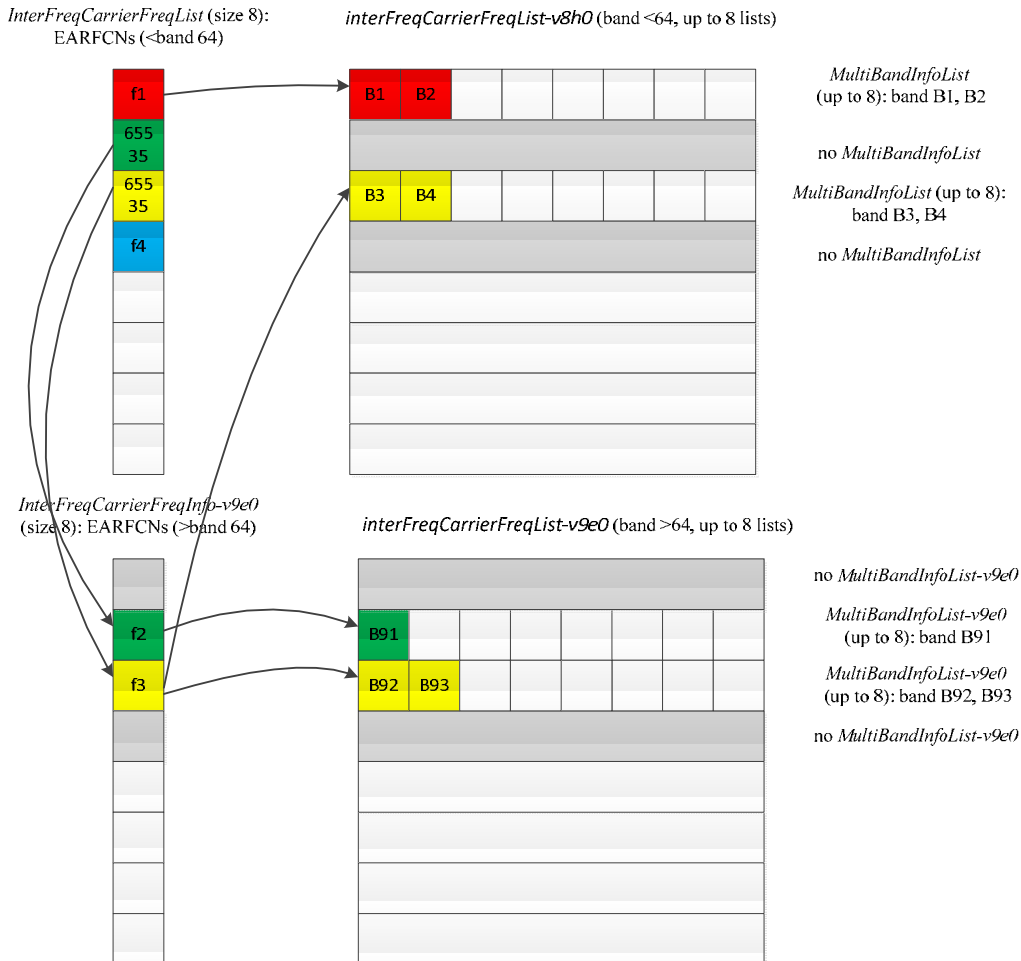 InterFreqCarrierFreqList (size 8):
EARFCNs (<band 64)
interFreqCarrierFreqList-v8h0 (band <64, up to 8 lists)
f1
B1 B2
MultiBandInfoList
(up to 8): band B1, B2
655
35
no MultiBandInfoList
655
35
B3 B4
MultiBandInfoList (up to 8):
band B3, B4
f4
no MultiBandInfoList
InterFreqCarrierFreqInfo-v9e0
(size 8): EARFCNs (>band 64)
interFreqCarrierFreqList-v9e0 (band >64, up to 8 lists)
no MultiBandInfoList-v9e0
f2
B91
MultiBandInfoList-v9e0
(up to 8): band B91
f3
B92 B93
MultiBandInfoList-v9e0
(up to 8): band B92, B93
no MultiBandInfoList-v9e0